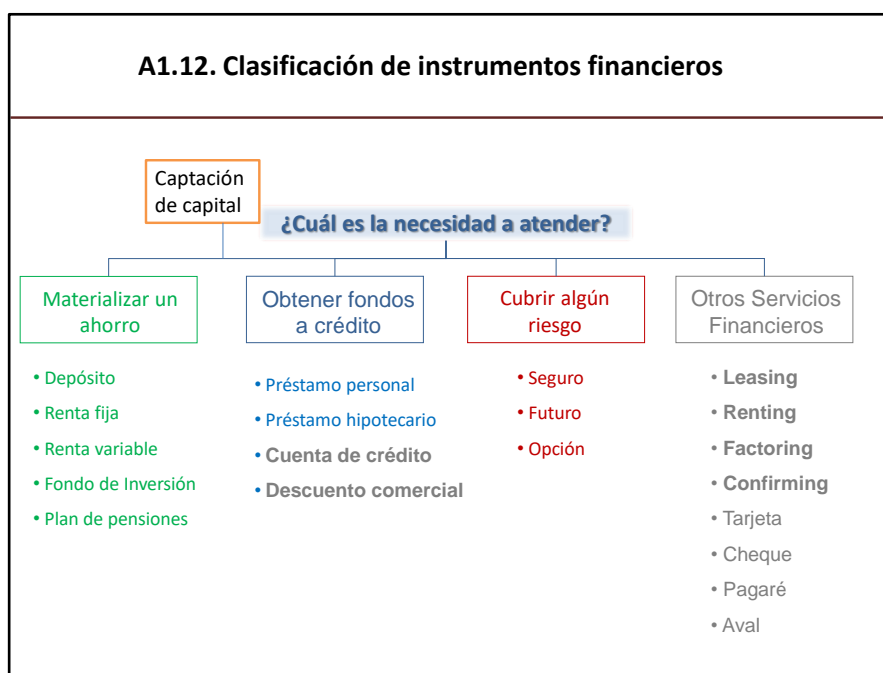 A1.12. Clasificación de instrumentos financieros
Captación
de capital
¿Cuál es la necesidad a atender?
Materializar un
ahorro
• Depósito
• Renta fija
• Renta variable
• Fondo de Inversión
• Plan de pensiones
Obtener fondos
a crédito
• Préstamo personal
• Préstamo hipotecario
• Cuenta de crédito
• Descuento comercial
Cubrir algún
riesgo
• Seguro
• Futuro
• Opción
Otros Servicios
Financieros
• Leasing
• Renting
• Factoring
• Confirming
• Tarjeta
• Cheque
• Pagaré
• Aval